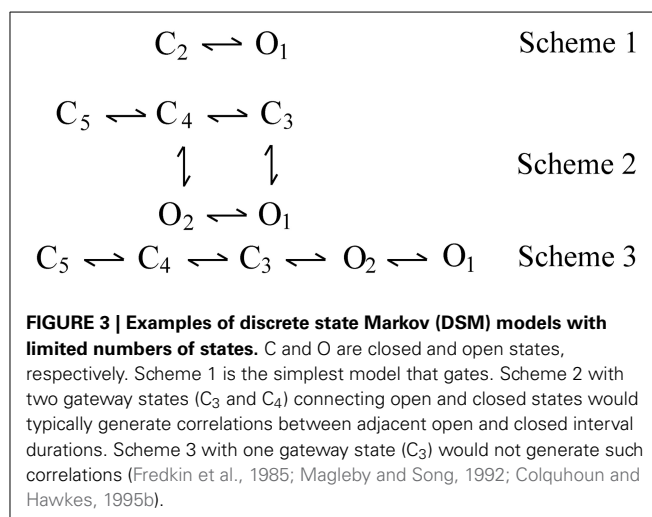 C₂ ⇌ O₁ Scheme 1
C₅ ⇌ C₄ ⇌ C₃
⇌ ⇌ Scheme 2
O₂ ⇌ O₁
C₅ ⇌ C₄ ⇌ C₃ ⇌ O₂ ⇌ O₁ Scheme 3
FIGURE 3 | Examples of discrete state Markov (DSM) models with
limited numbers of states. C and O are closed and open states,
respectively. Scheme 1 is the simplest model that gates. Scheme 2 with
two gateway states (C₃ and C₄) connecting open and closed states would
typically generate correlations between adjacent open and closed interval
durations. Scheme 3 with one gateway state (C₃) would not generate such
correlations (Fredkin et al., 1985; Magleby and Song, 1992; Colquhoun and
Hawkes, 1995b).